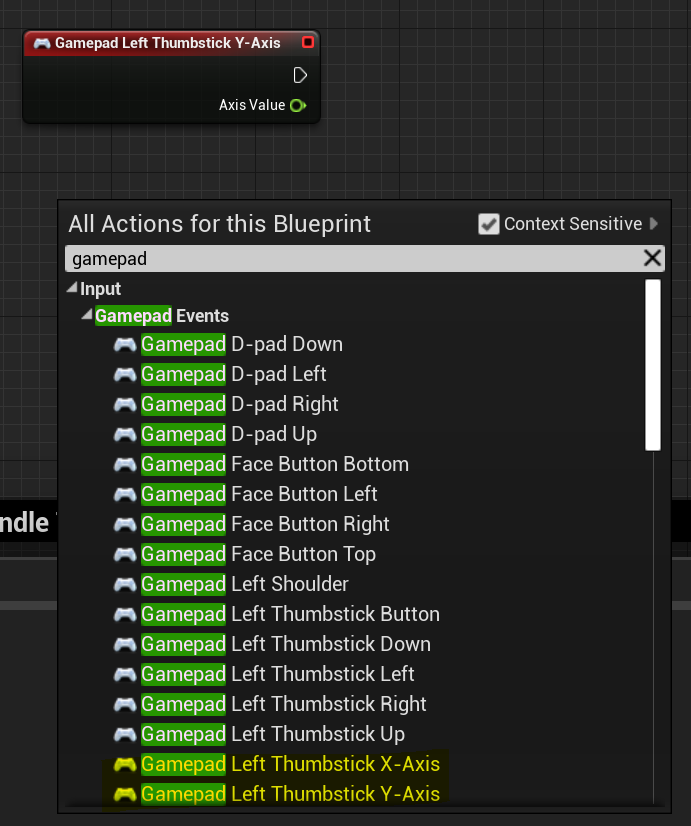 Gamepad Left Thumbstick Y-Axis
Axis Value
All Actions for this Blueprint
Context Sensitive
gamepad
Input
Gamepad Events
Gamepad D-pad Down
Gamepad D-pad Left
Gamepad D-pad Right
Gamepad D-pad Up
Gamepad Face Button Bottom
Gamepad Face Button Left
Gamepad Face Button Right
ndle
Gamepad Face Button Top
Gamepad Left Shoulder
Gamepad Left Thumbstick Button
Gamepad Left Thumbstick Down
Gamepad Left Thumbstick Left
Gamepad Left Thumbstick Right
Gamepad Left Thumbstick Up
Gamepad Left Thumbstick X-Axis
Gamepad Left Thumbstick Y-Axis